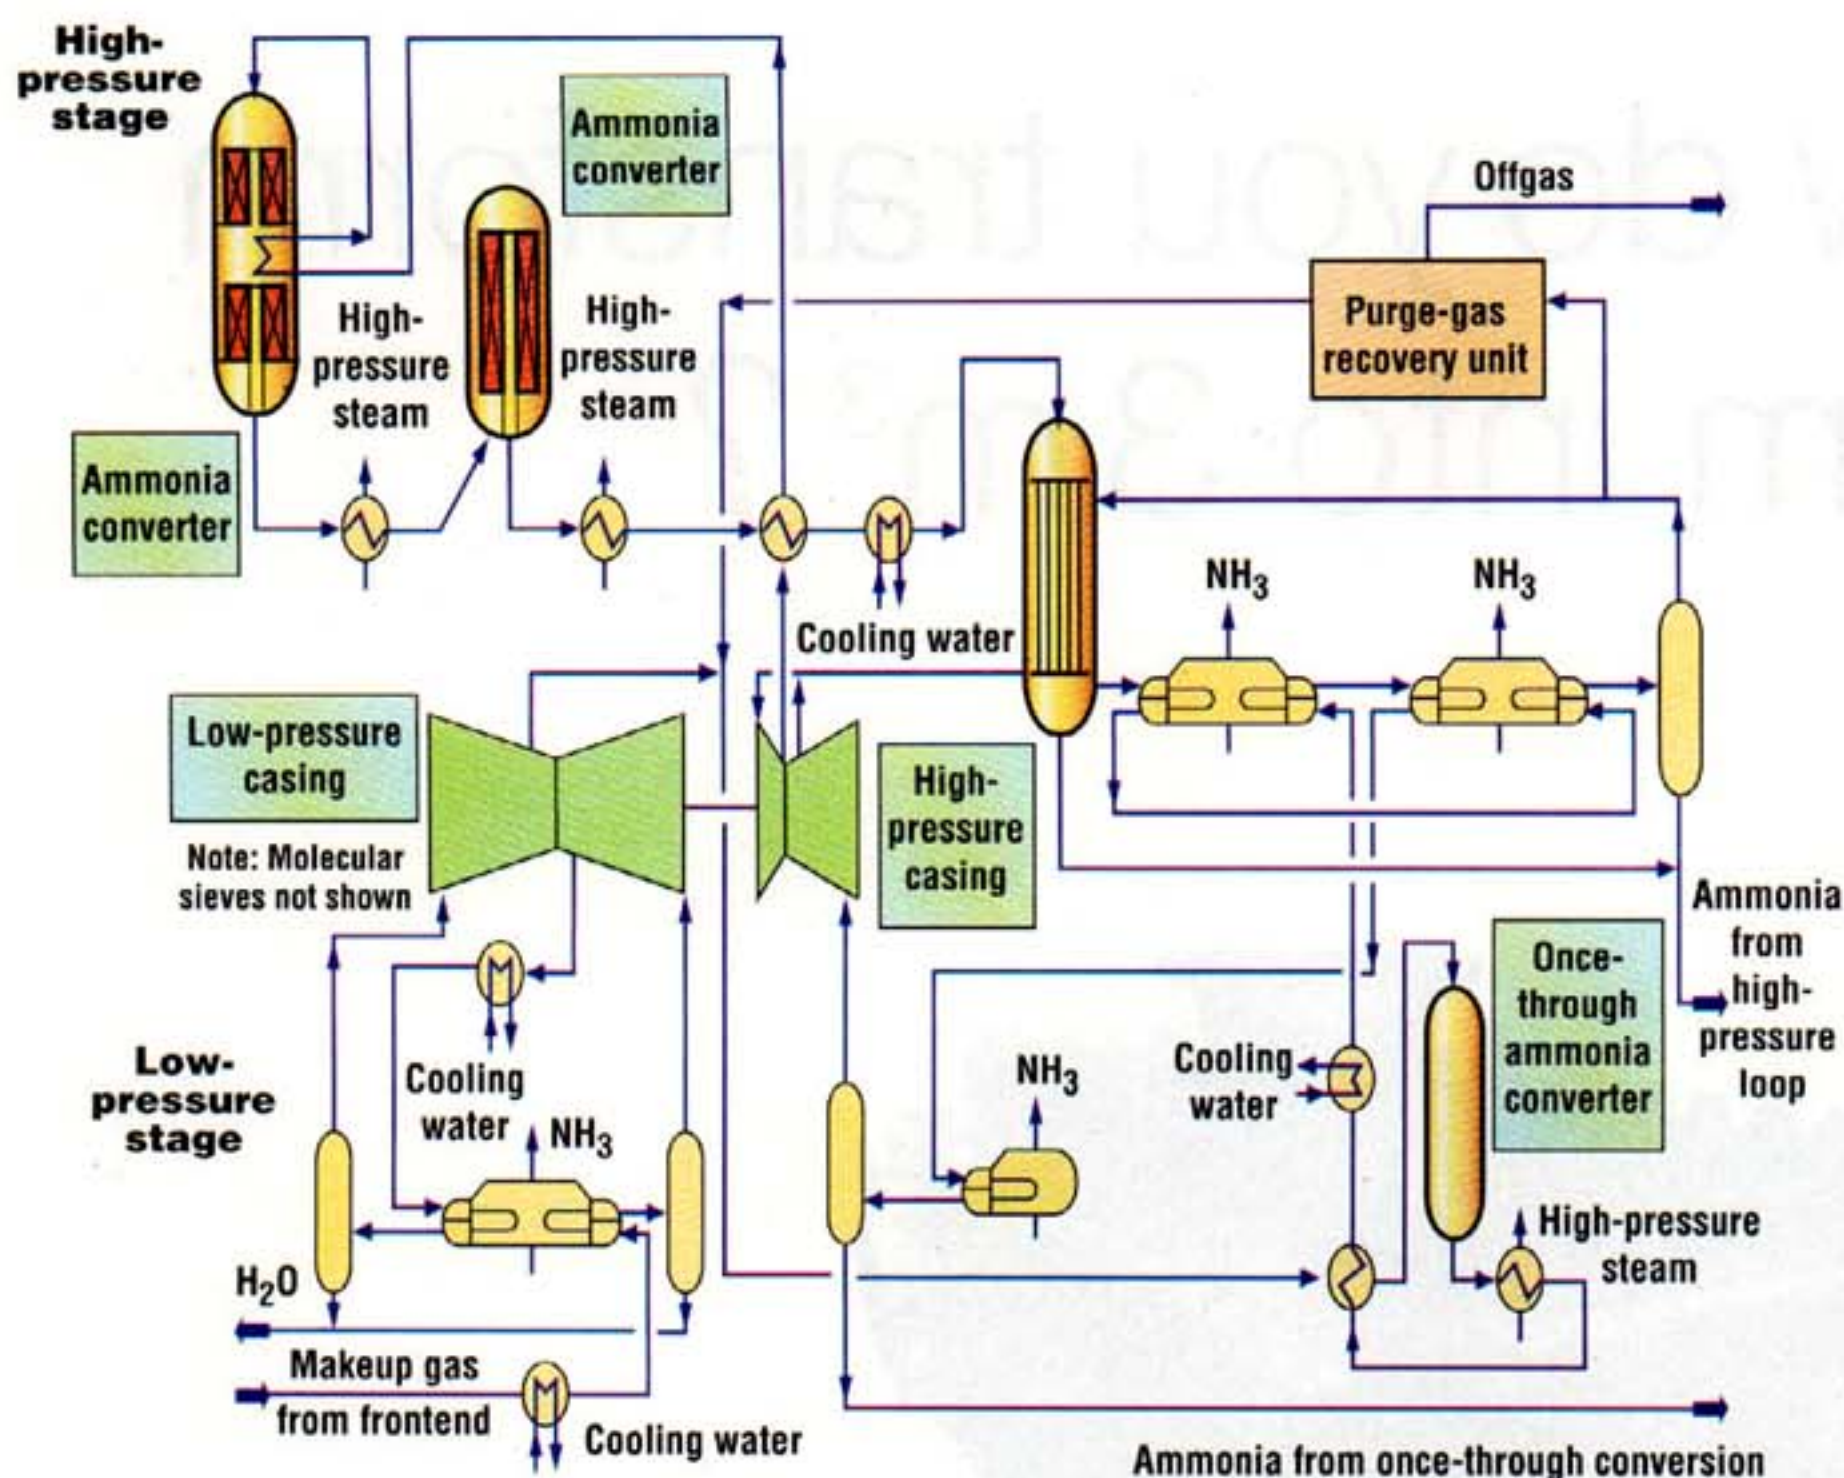 High-
pressure
stage
Ammonia
converter
Offgas
High-
pressure
steam
High-
pressure
steam
Purge-gas
recovery unit
Ammonia
converter
NH3
NH3
Cooling water
Low-pressure
casing
High-
pressure
casing
Note: Molecular
sieves not shown
Ammonia
from
high-
pressure
loop
Once-
through
ammonia
converter
Low-
pressure
stage
Cooling
water
NH3
NH3
Cooling
water
High-pressure
steam
H2O
Makeup gas
from frontend
Cooling water
Ammonia from once-through conversion